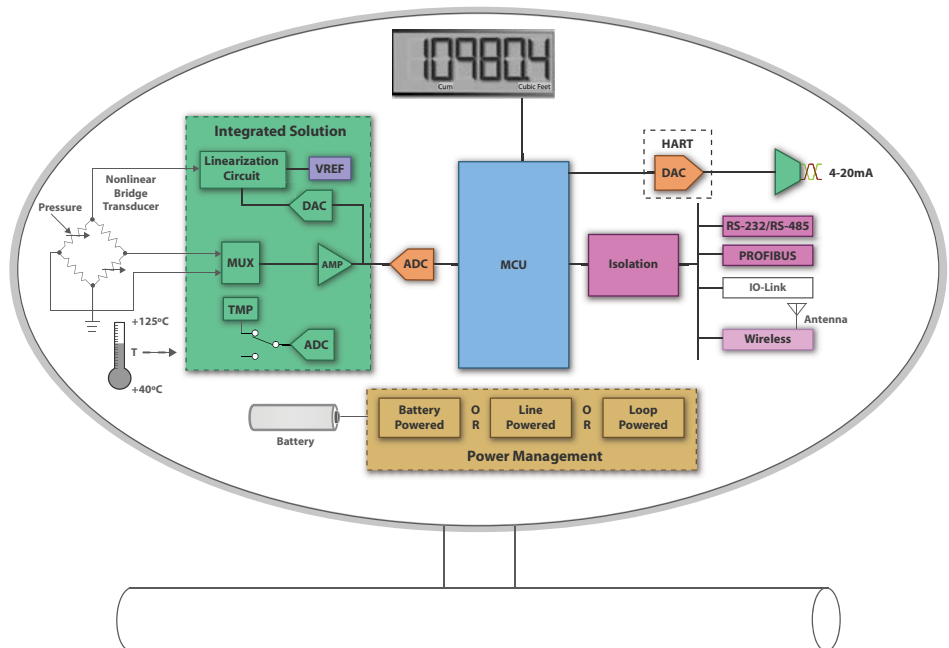 109804
Cum
Cubic Feet
Integrated Solution
Linearization
Circuit
VREF
DAC
Nonlinear
Bridge
Transducer
Pressure
MUX
AMP
ADC
TMP
ADC
+125ºC
T
+40ºC
MCU
HART
DAC
4-20mA
Isolation
RS-232/RS-485
PROFIBUS
IO-Link
Antenna
Wireless
Battery
Battery
Powered
O
R
Line
Powered
O
R
Loop
Powered
Power Management